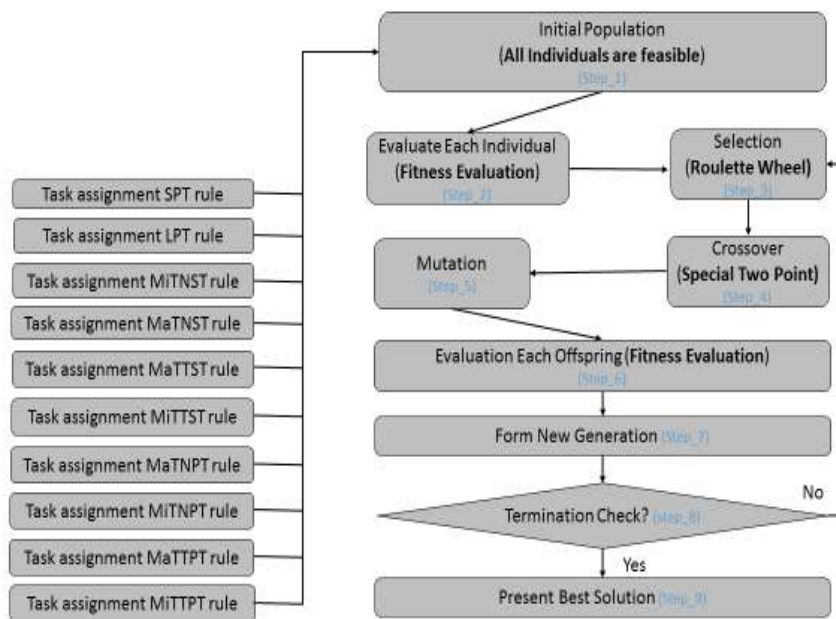 Initial Population
(All Individuals are feasible)
(Step_1)
Evaluate Each Individual
(Fitness Evaluation)
(Step_2)
Selection
(Roulette Wheel)
(Step_3)
Crossover
(Special Two Point)
(Step_4)
Mutation
(Step_5)
Evaluation Each Offspring (Fitness Evaluation)
(Step_6)
Form New Generation (Step_7)
Termination Check? (step_8)
No
Yes
Present Best Solution (Step_9)
Task assignment SPT rule
Task assignment LPT rule
Task assignment MiTNST rule
Task assignment MaTNST rule
Task assignment MaTTST rule
Task assignment MiTTST rule
Task assignment MaTNPT rule
Task assignment MiTNPT rule
Task assignment MaTTPT rule
Task assignment MiTTPT rule